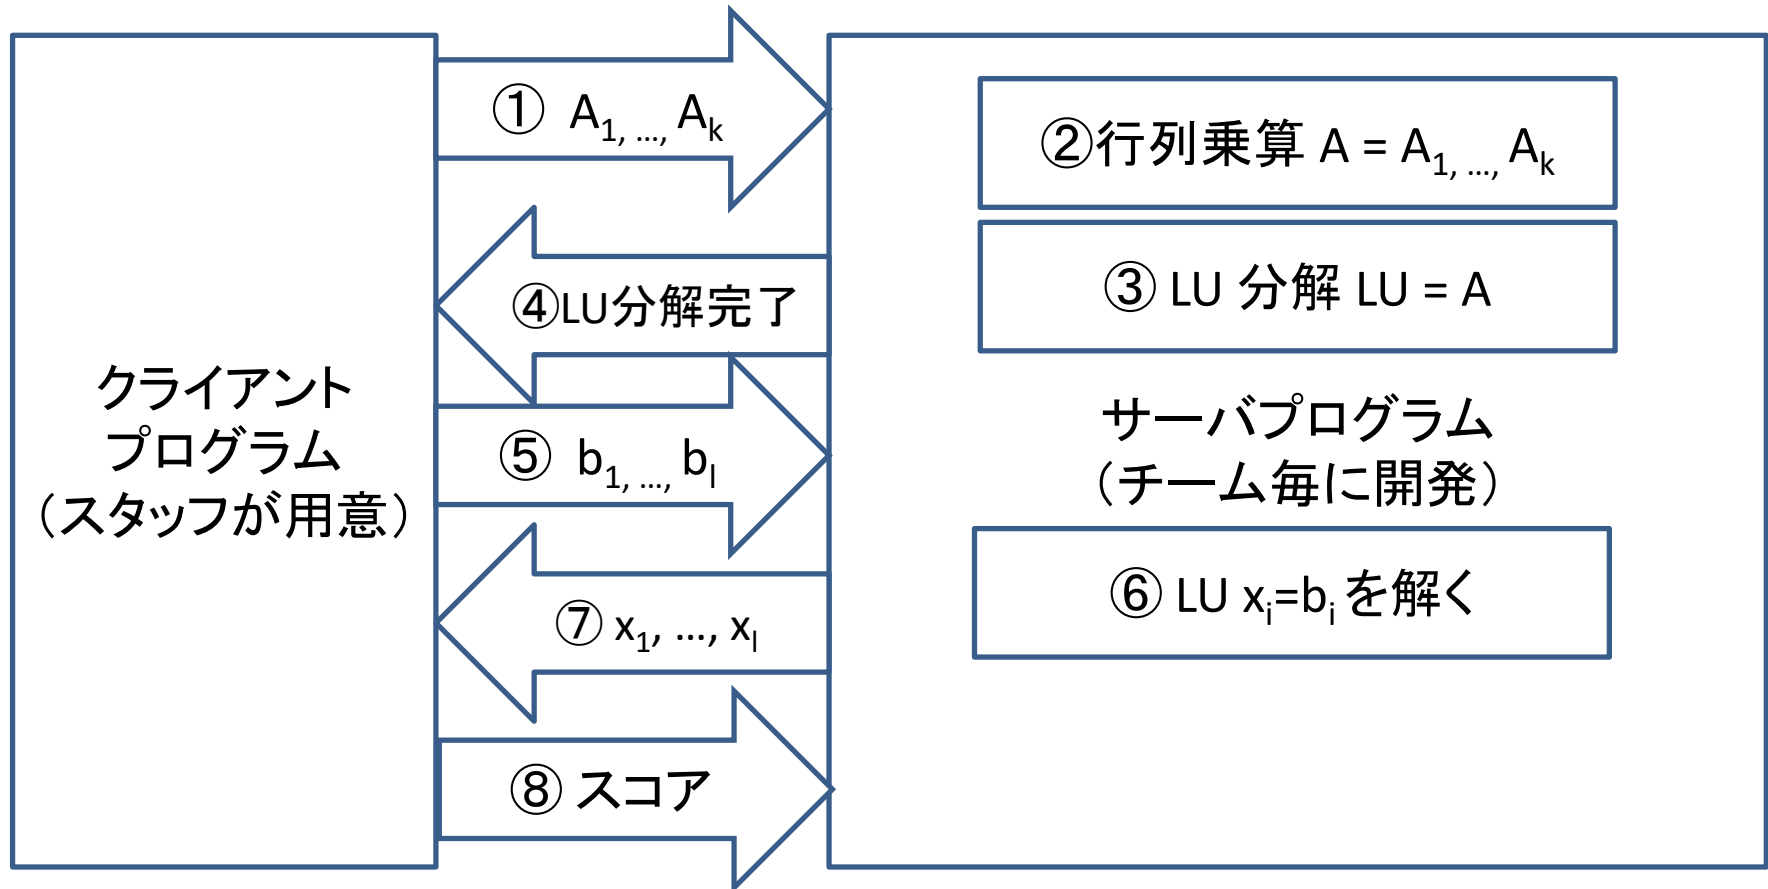 ① A1, …, Ak
②行列乗算 A = A1, …, Ak
③ LU 分解 LU = A
④LU分解完了
クライアント
プログラム
（スタッフが用意）
サーバプログラム
（チーム毎に開発）
⑤ b1, …, bl
⑥ LU xi=bi を解く
⑦ x1, …, xl
⑧ スコア